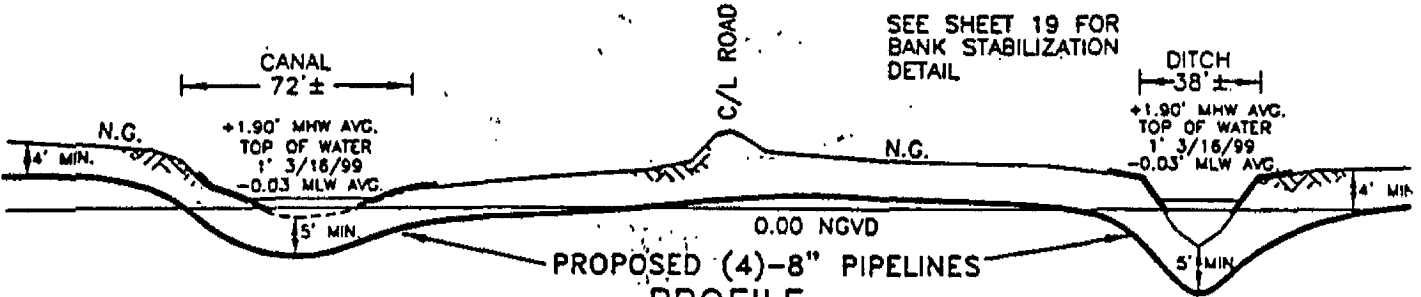 C/L ROAD
SEE SHEET 19 FOR
BANK STABILIZATION
DETAIL
CANAL
72'±
DITCH
38'±
N.G.
+1.90' MHW AVG.
TOP OF WATER
1' 3/16/99
-0.03 MLW AVG.
N.G.
+1.90' MHW AVG.
TOP OF WATER
1' 3/16/99
-0.03' MLW AVG
4' MIN.
4' MIN
5' MIN
0.00 NGVD
PROPOSED (4)-8" PIPELINES
5' MIN
PROFILE